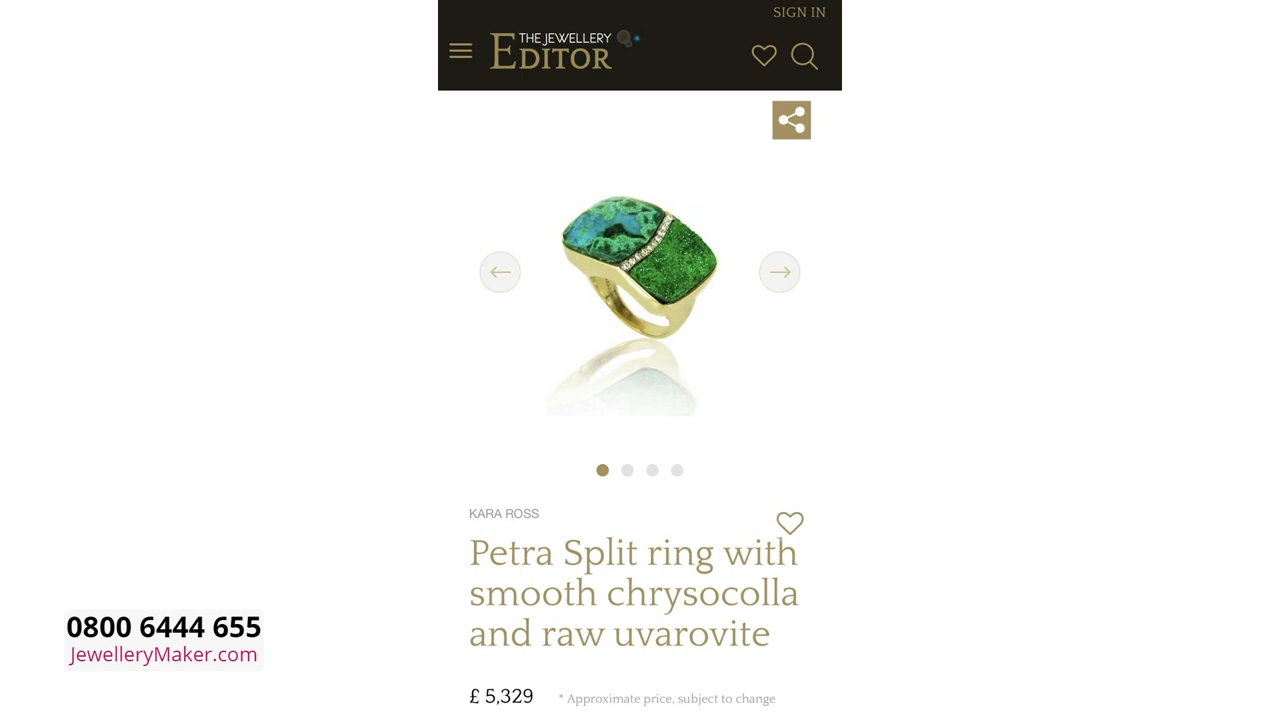 SIGN IN
THE JEWELLERY
EDITOR
KARA ROSS
Petra Split ring with
smooth chrysocolla
and raw uvarovite
£ 5,329 * Approximate price, subject to change
0800 6444 655
JewelleryMaker.com